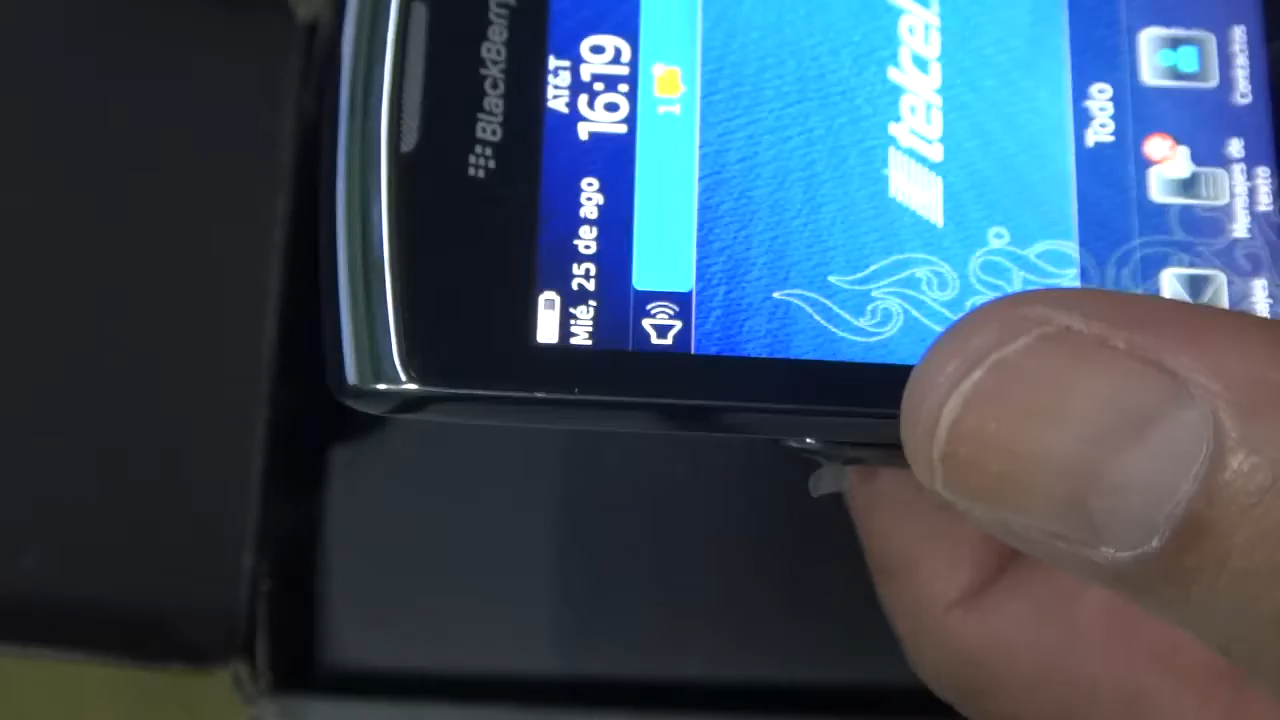 BlackBerry
AT&T
Mié, 25 de ago 16:19
1
telcel
Todo
Mensajes de
texto
Contactos